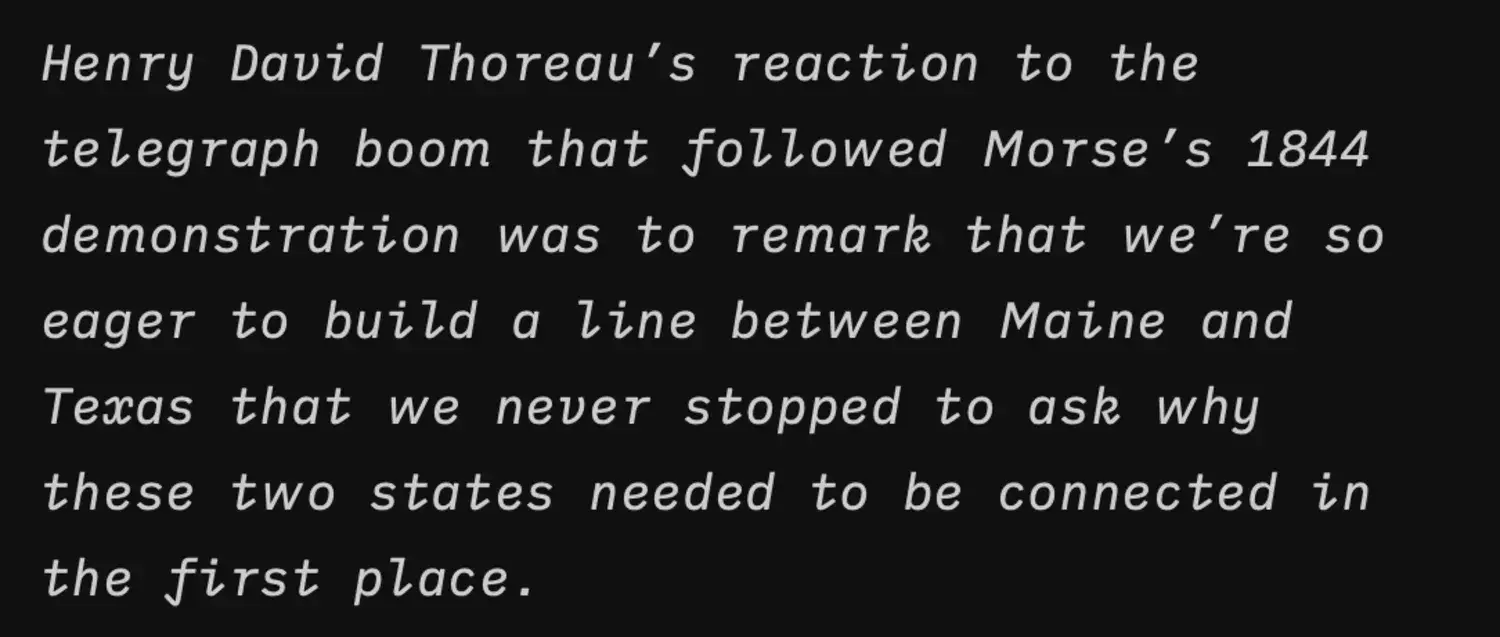 Henry David Thoreau’s reaction to the
telegraph boom that followed Morse’s 1844
demonstration was to remark that we’re so
eager to build a line between Maine and
Texas that we never stopped to ask why
these two states needed to be connected in
the first place.